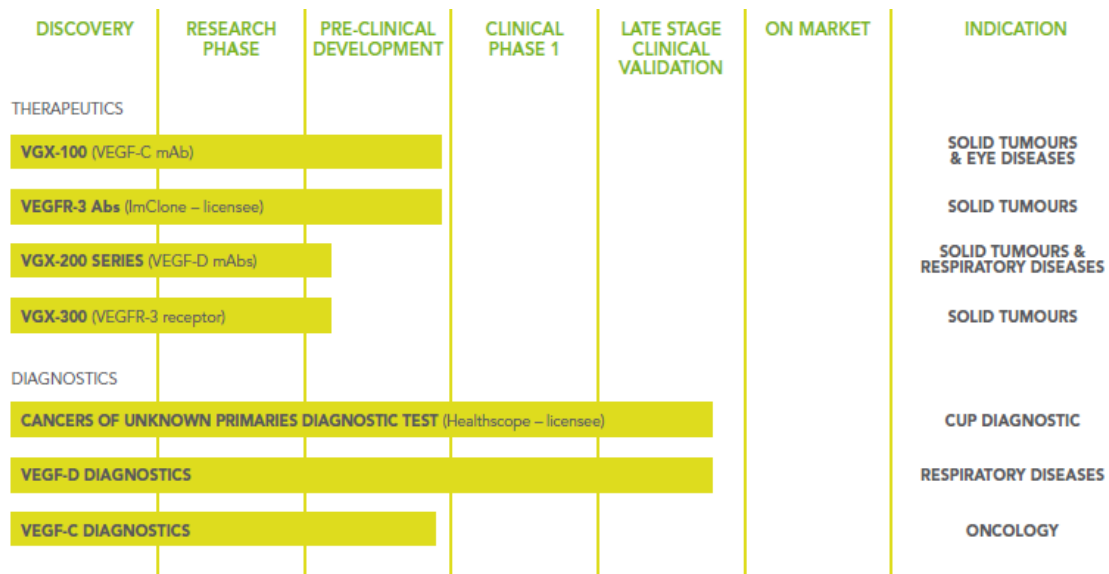 DISCOVERY
RESEARCH
PHASE
PRE-CLINICAL
DEVELOPMENT
CLINICAL
PHASE 1
LATE STAGE
CLINICAL
VALIDATION
ON MARKET
INDICATION
THERAPEUTICS
VGX-100 (VEGF-C mAb)
SOLID TUMOURS
& EYE DISEASES
VEGFR-3 Abs (ImClone – licensee)
SOLID TUMOURS
VGX-200 SERIES (VEGF-D mAbs)
SOLID TUMOURS &
RESPIRATORY DISEASES
VGX-300 (VEGFR-3 receptor)
SOLID TUMOURS
DIAGNOSTICS
CANCERS OF UNKNOWN PRIMARIES DIAGNOSTIC TEST (Healthscope – licensee)
CUP DIAGNOSTIC
VEGF-D DIAGNOSTICS
RESPIRATORY DISEASES
VEGF-C DIAGNOSTICS
ONCOLOGY